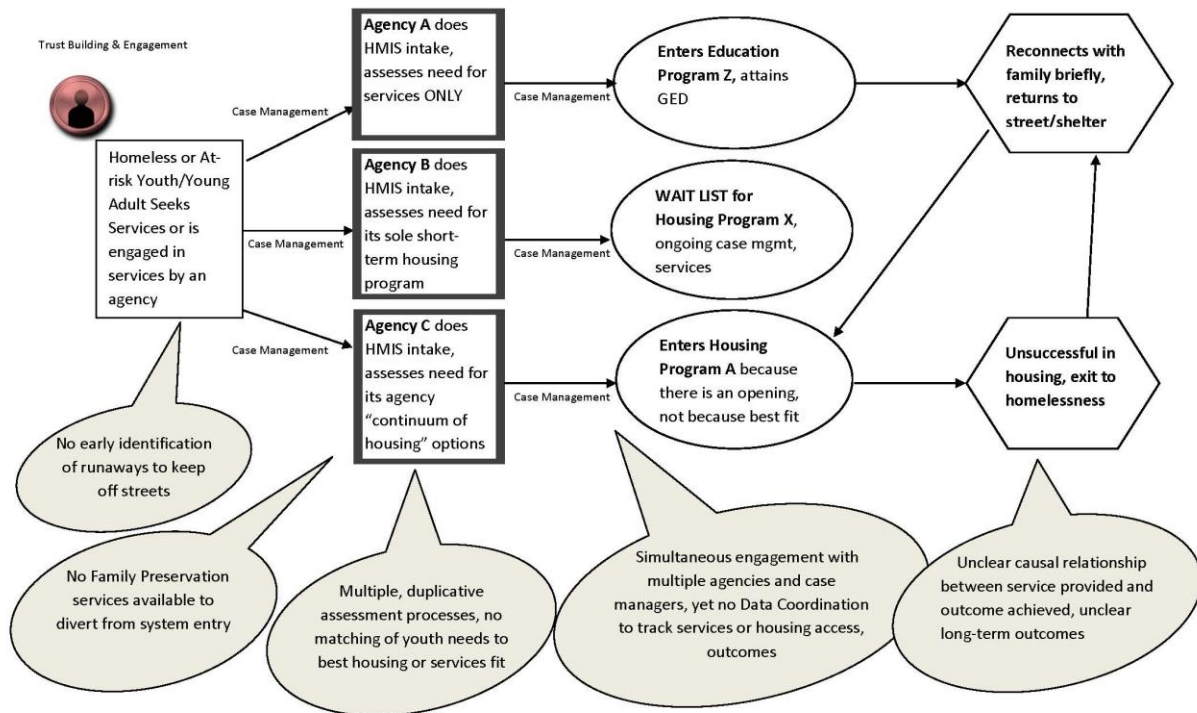 Trust Building & Engagement
Homeless or At-
risk Youth/Young
Adult Seeks
Services or is
engaged in
services by an
agency
Case Management
Case Management
Case Management
Agency A does
HMIS intake,
assesses need for
services ONLY
Agency B does
HMIS intake,
assesses need for
its sole short-
term housing
program
Agency C does
HMIS intake,
assesses need for
its agency
“continuum of
housing” options
Case Management
Case Management
Case Management
Enters Education
Program Z, attains
GED
WAIT LIST for
Housing Program X,
ongoing case mgmt,
services
Enters Housing
Program A because
there is an opening,
not because best fit
Reconnects with
family briefly,
returns to
street/shelter
Unsuccessful in
housing, exit to
homelessness
No early identification
of runaways to keep
off streets
No Family Preservation
services available to
divert from system entry
Multiple, duplicative
assessment processes, no
matching of youth needs to
best housing or services fit
Simultaneous engagement with
multiple agencies and case
managers, yet no Data Coordination
to track services or housing access,
outcomes
Unclear causal relationship
between service provided and
outcome achieved, unclear
long-term outcomes